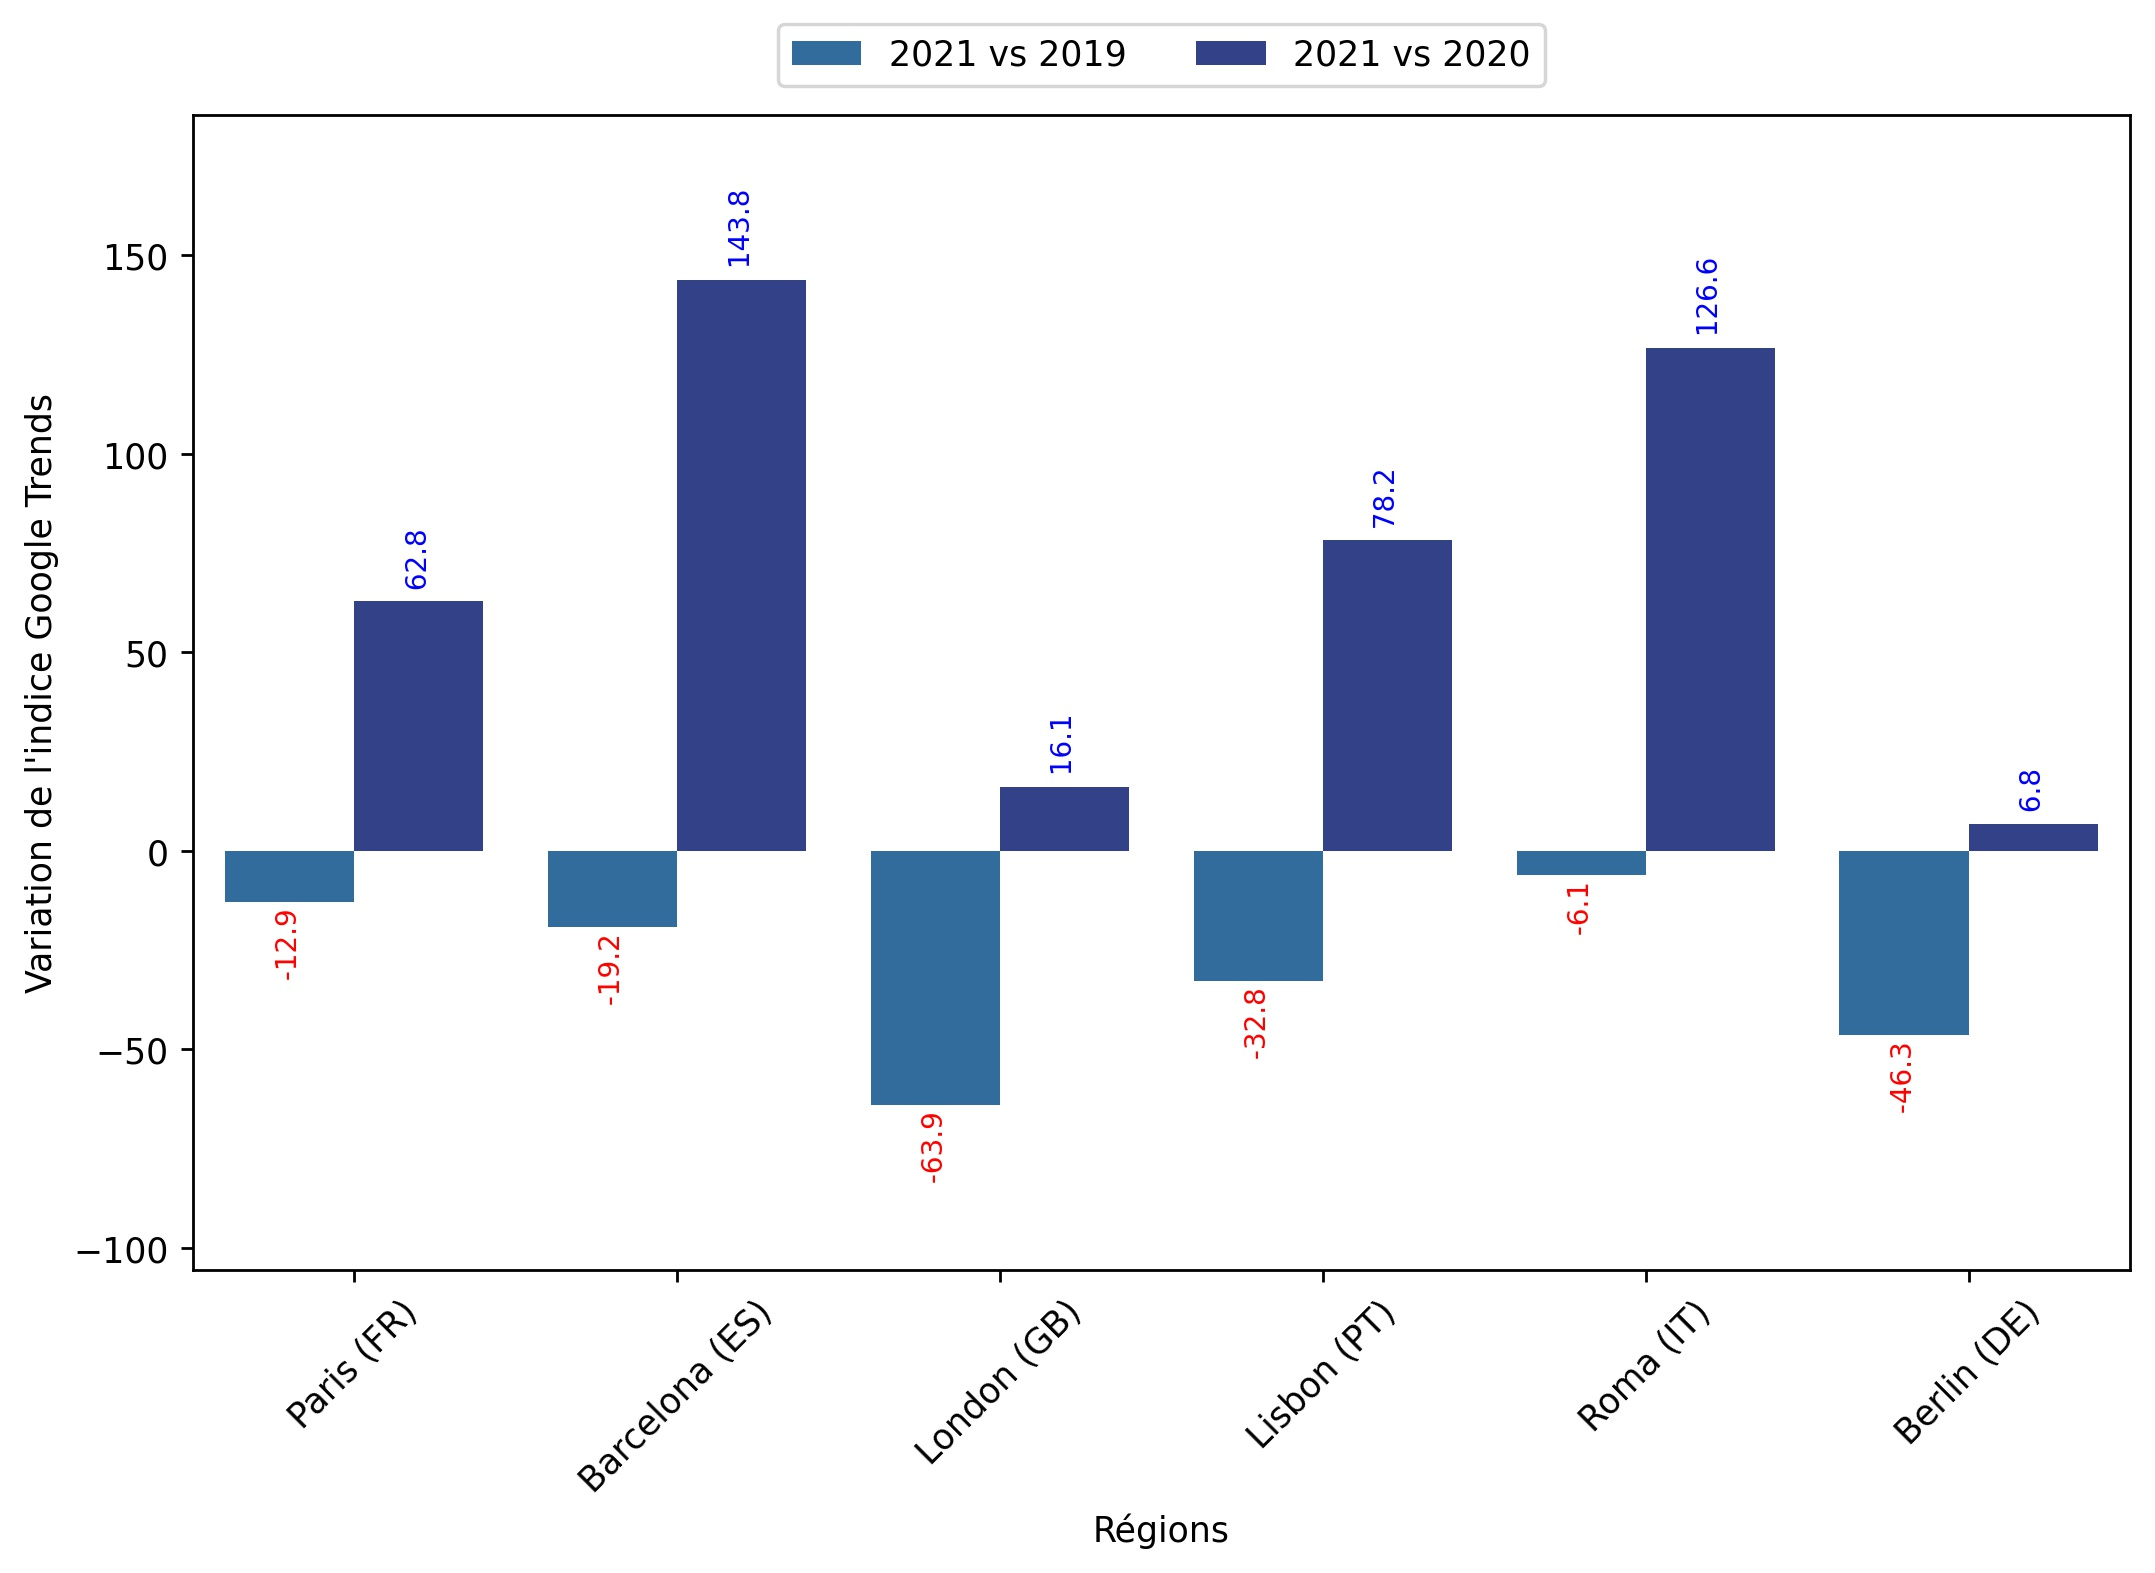 2021 vs 2019
2021 vs 2020
Variation de l'indice Google Trends
150
100
50
0
−50
−100
-12.9
62.8
-19.2
143.8
-63.9
16.1
-32.8
78.2
-6.1
126.6
-46.3
6.8
Paris (FR)
Barcelona (ES)
London (GB)
Lisbon (PT)
Roma (IT)
Berlin (DE)
Régions